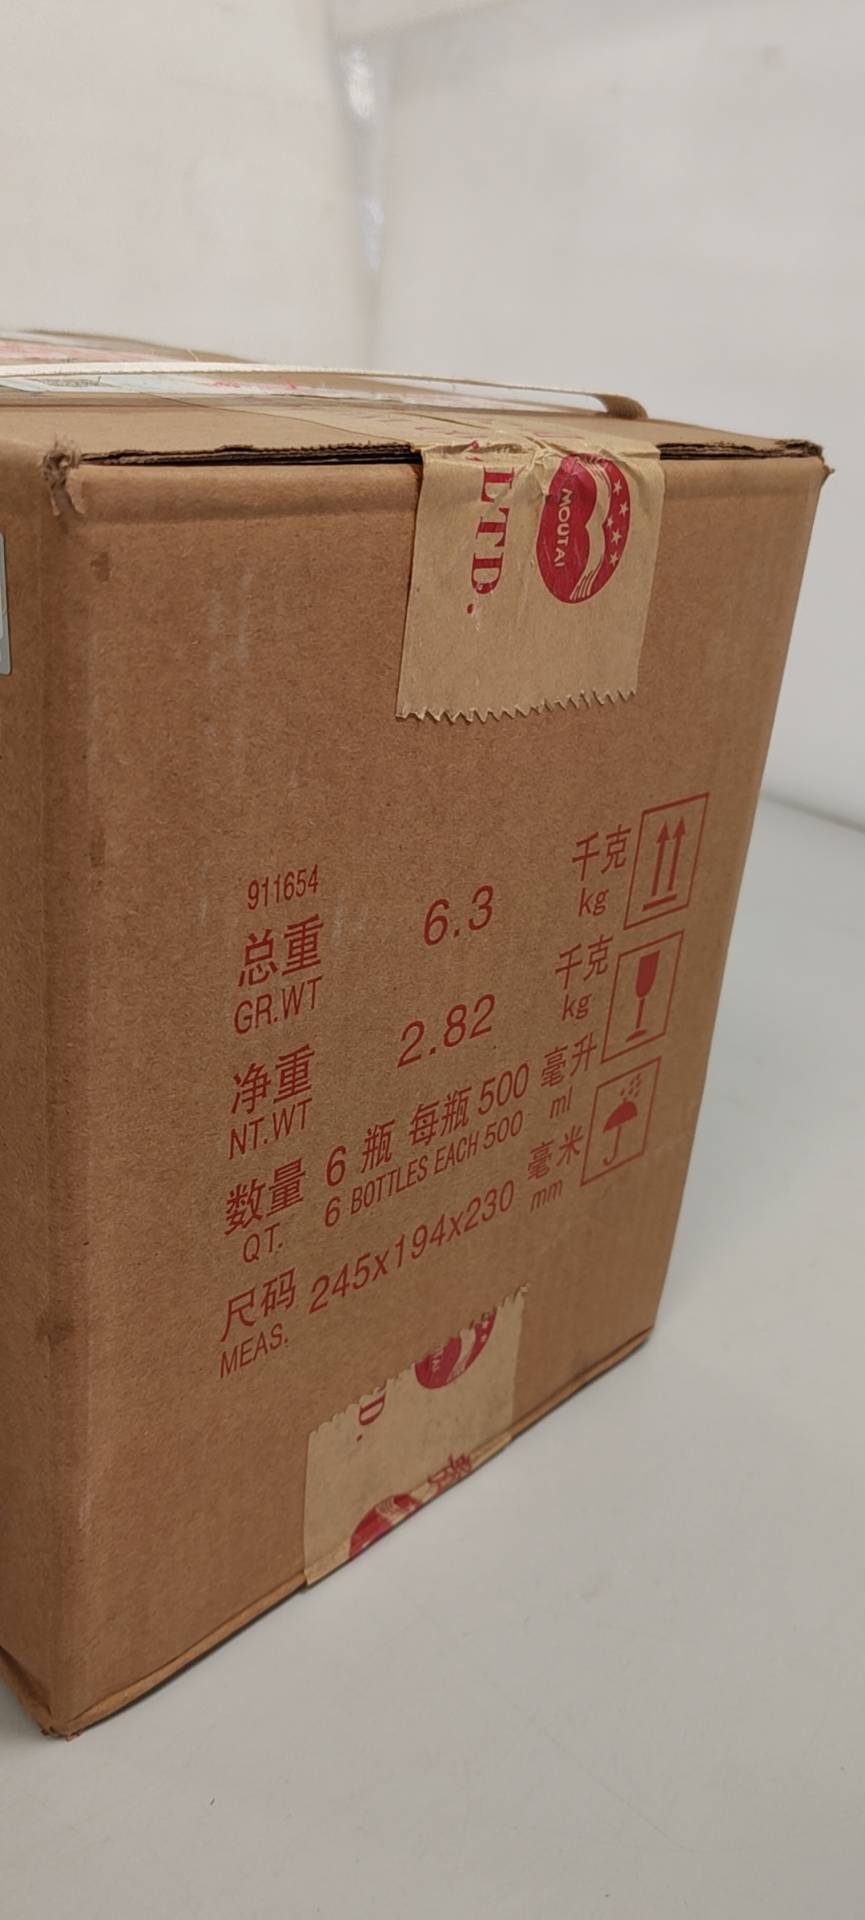 LTD.
MOUTAI
911654
总重 6.3 千克
GR.WT kg
净重 2.82 千克
NT.WT kg
数量 6 瓶 每瓶 500 毫升
QT. 6 BOTTLES EACH 500 ml
尺码 245x194x230 毫米
MEAS. mm
D.